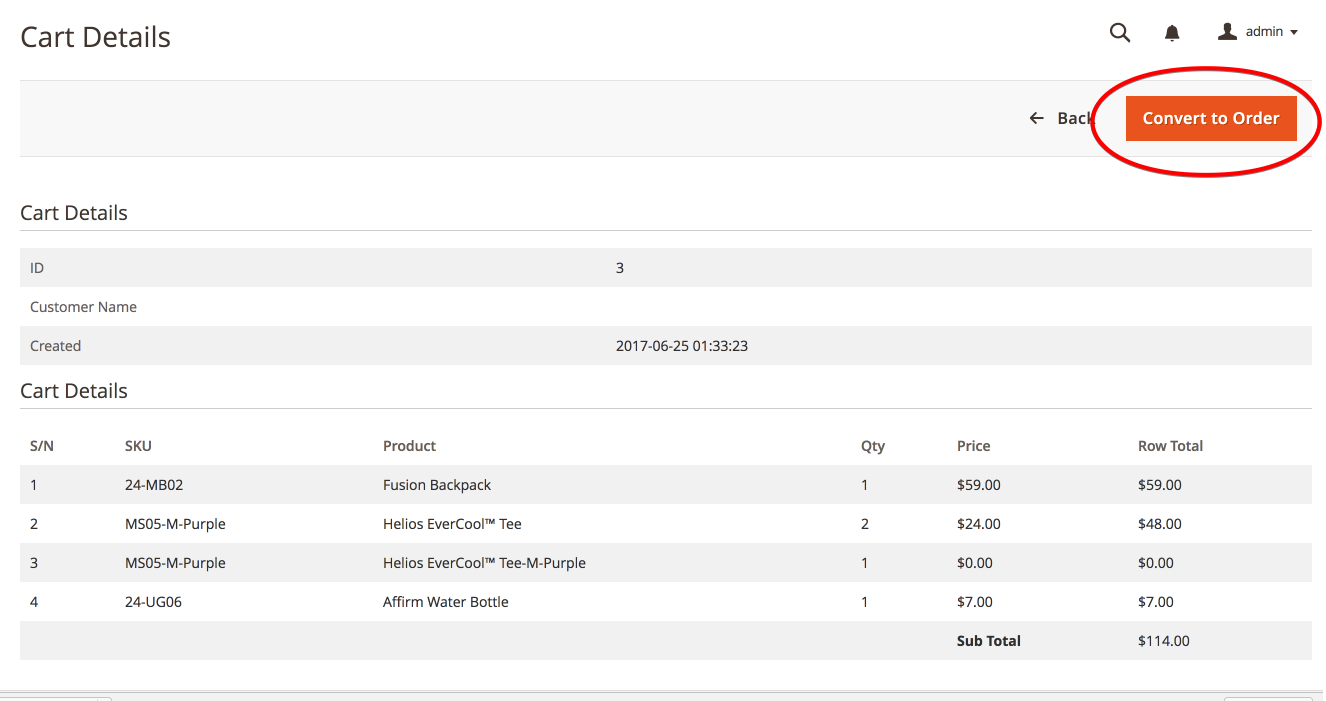 Cart Details
admin
Back
Convert to Order
Cart Details
ID 3
Customer Name
Created 2017-06-25 01:33:23
Cart Details
S/N SKU Product Qty Price Row Total
1 24-MB02 Fusion Backpack 1 $59.00 $59.00
2 MS05-M-Purple Helios EverCool™ Tee 2 $24.00 $48.00
3 MS05-M-Purple Helios EverCool™ Tee-M-Purple 1 $0.00 $0.00
4 24-UG06 Affirm Water Bottle 1 $7.00 $7.00
Sub Total $114.00